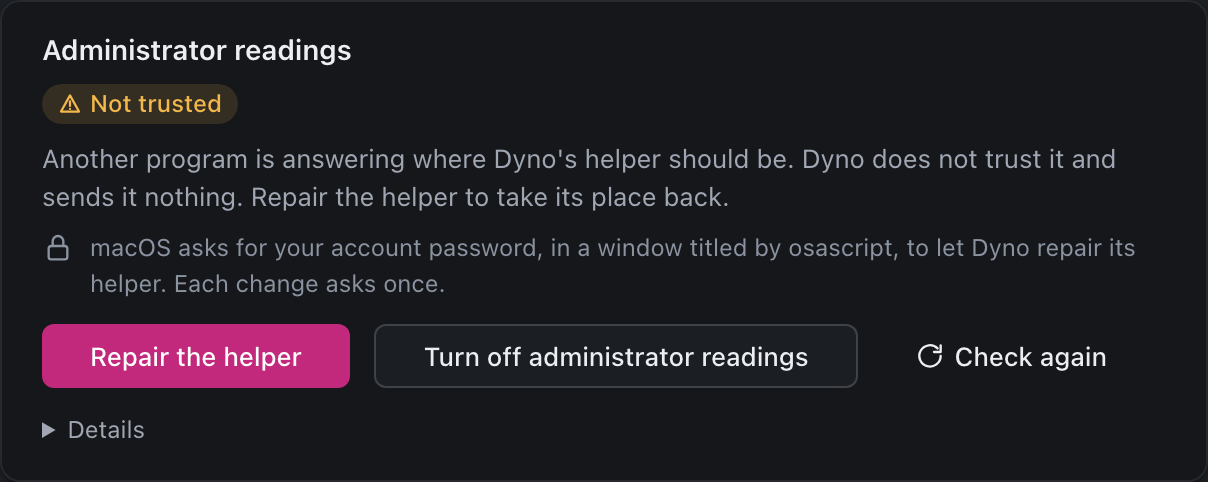 Administrator readings
Not trusted
Another program is answering where Dyno's helper should be. Dyno does not trust it and
sends it nothing. Repair the helper to take its place back.
macOS asks for your account password, in a window titled by osascript, to let Dyno repair its
helper. Each change asks once.
Repair the helper
Turn off administrator readings
Check again
Details